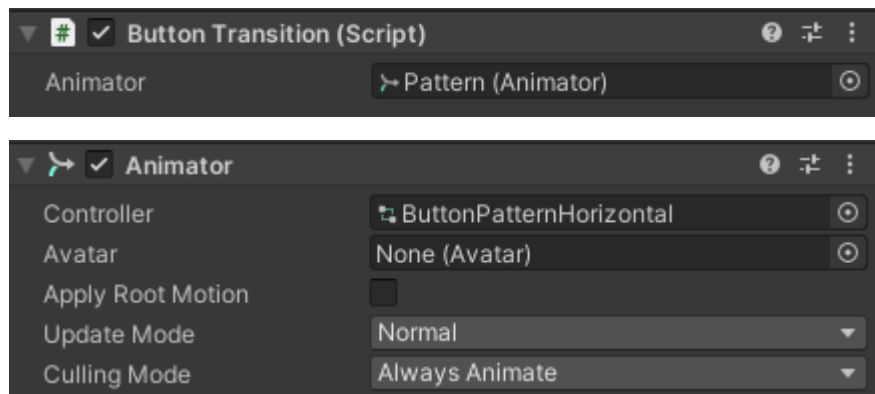 # Button Transition (Script)
Animator Pattern (Animator)
Animator
Controller ButtonPatternHorizontal
Avatar None (Avatar)
Apply Root Motion
Update Mode Normal
Culling Mode Always Animate